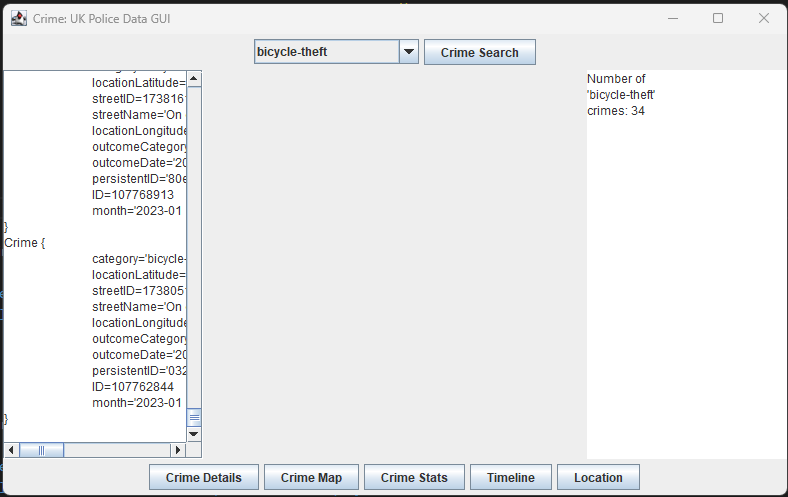 Crime: UK Police Data GUI
bicycle-theft
Crime Search
locationLatitude=
streetID=173816
streetName='On
locationLongitude
outcomeCategory
outcomeDate='20
persistentID='80e
ID=107768913
month='2023-01
}
Crime {
category='bicycle-
locationLatitude=
streetID=173805
streetName='On
locationLongitude
outcomeCategory
outcomeDate='20
persistentID='032
ID=107762844
month='2023-01
}
Number of
'bicycle-theft'
crimes: 34
Crime Details
Crime Map
Crime Stats
Timeline
Location